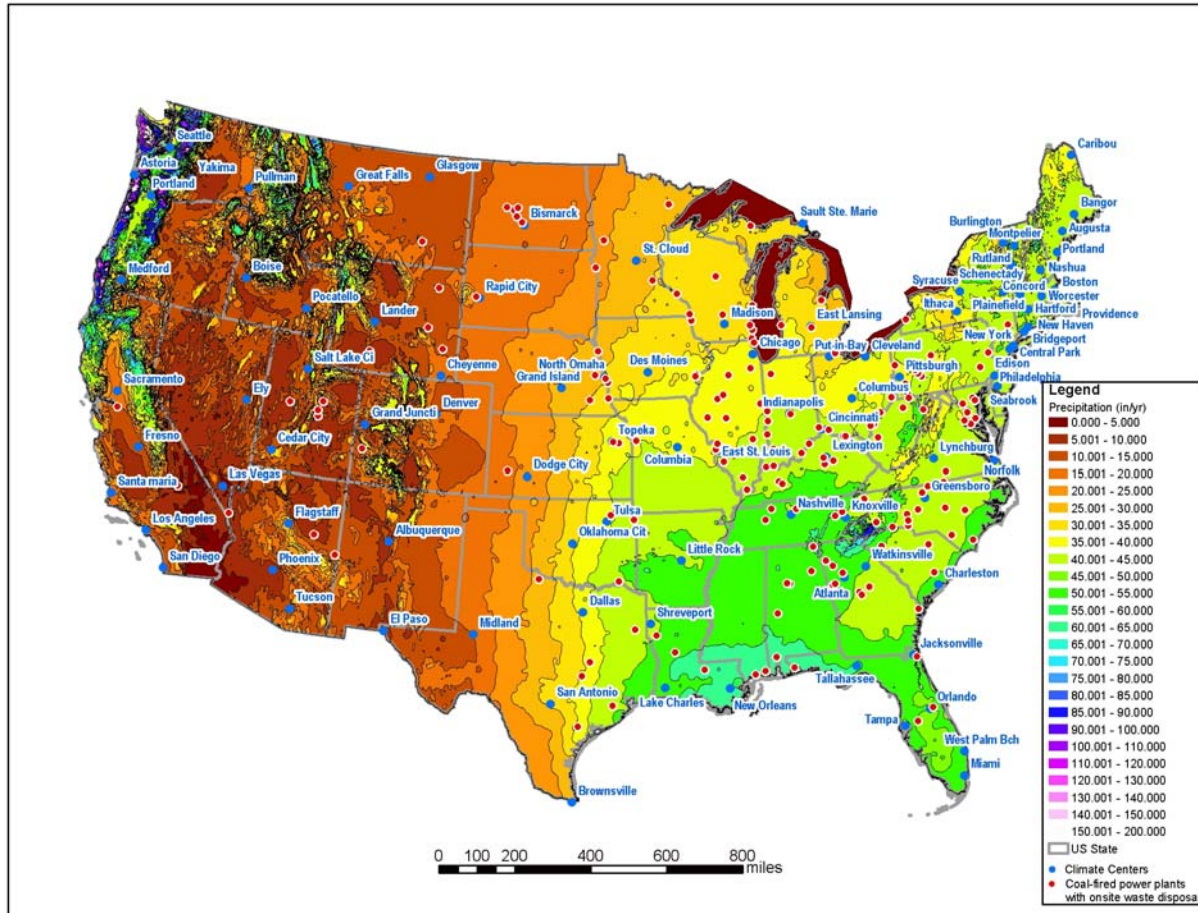 Seattle
Astoria
Yakima
Portland
Pullman
Great Falls
Glasgow
Bismarck
Medford
Boise
Pocatello
Lander
Rapid City
St. Cloud
Sault Ste. Marie
Caribou
Bangor
Burlington
Montpelier
Augusta
Portland
Rutland
Nashua
Syracuse
Schenectady
Boston
Concord
Worcester
Ithaca
Plainefield
Hartford
Providence
New York
New Haven
Bridgeport
Central Park
Edison
Philadelphia
Seabrook
Madison
East Lansing
Chicago
Put-in-Bay
Cleveland
Pittsburgh
Salt Lake Ci
Cheyenne
North Omaha
Grand Island
Des Moines
Columbus
Indianapolis
Cincinnati
Sacramento
Ely
Grand Juncti
Denver
Cedar City
Topeka
Fresno
Las Vegas
Dodge City
Columbia
East St. Louis
Lexington
Lynchburg
Norfolk
Santa maria
Greensboro
Los Angeles
Flagstaff
Albuquerque
Tulsa
Oklahoma Cit
Nashville
Knoxville
San Diego
Phoenix
Little Rock
Watkinsville
Tucson
Atlanta
Charleston
El Paso
Midland
Dallas
Shreveport
Jacksonville
San Antonio
Lake Charles
New Orleans
Tallahassee
Orlando
Tampa
West Palm Bch
Miami
Brownsville
0 100 200 400 600 800
miles
Legend
Precipitation (in/yr)
0.000 - 5.000
5.001 - 10.000
10.001 - 15.000
15.001 - 20.000
20.001 - 25.000
25.001 - 30.000
30.001 - 35.000
35.001 - 40.000
40.001 - 45.000
45.001 - 50.000
50.001 - 55.000
55.001 - 60.000
60.001 - 65.000
65.001 - 70.000
70.001 - 75.000
75.001 - 80.000
80.001 - 85.000
85.001 - 90.000
90.001 - 100.000
100.001 - 110.000
110.001 - 120.000
120.001 - 130.000
130.001 - 140.000
140.001 - 150.000
150.001 - 200.000
US State
Climate Centers
Coal-fired power plants
with onsite waste disposa